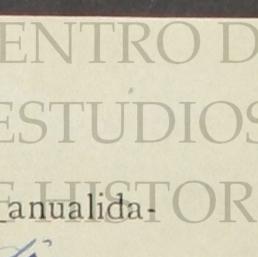 ENTRO D
ESTUDIOS
E HISTOR
anualida-